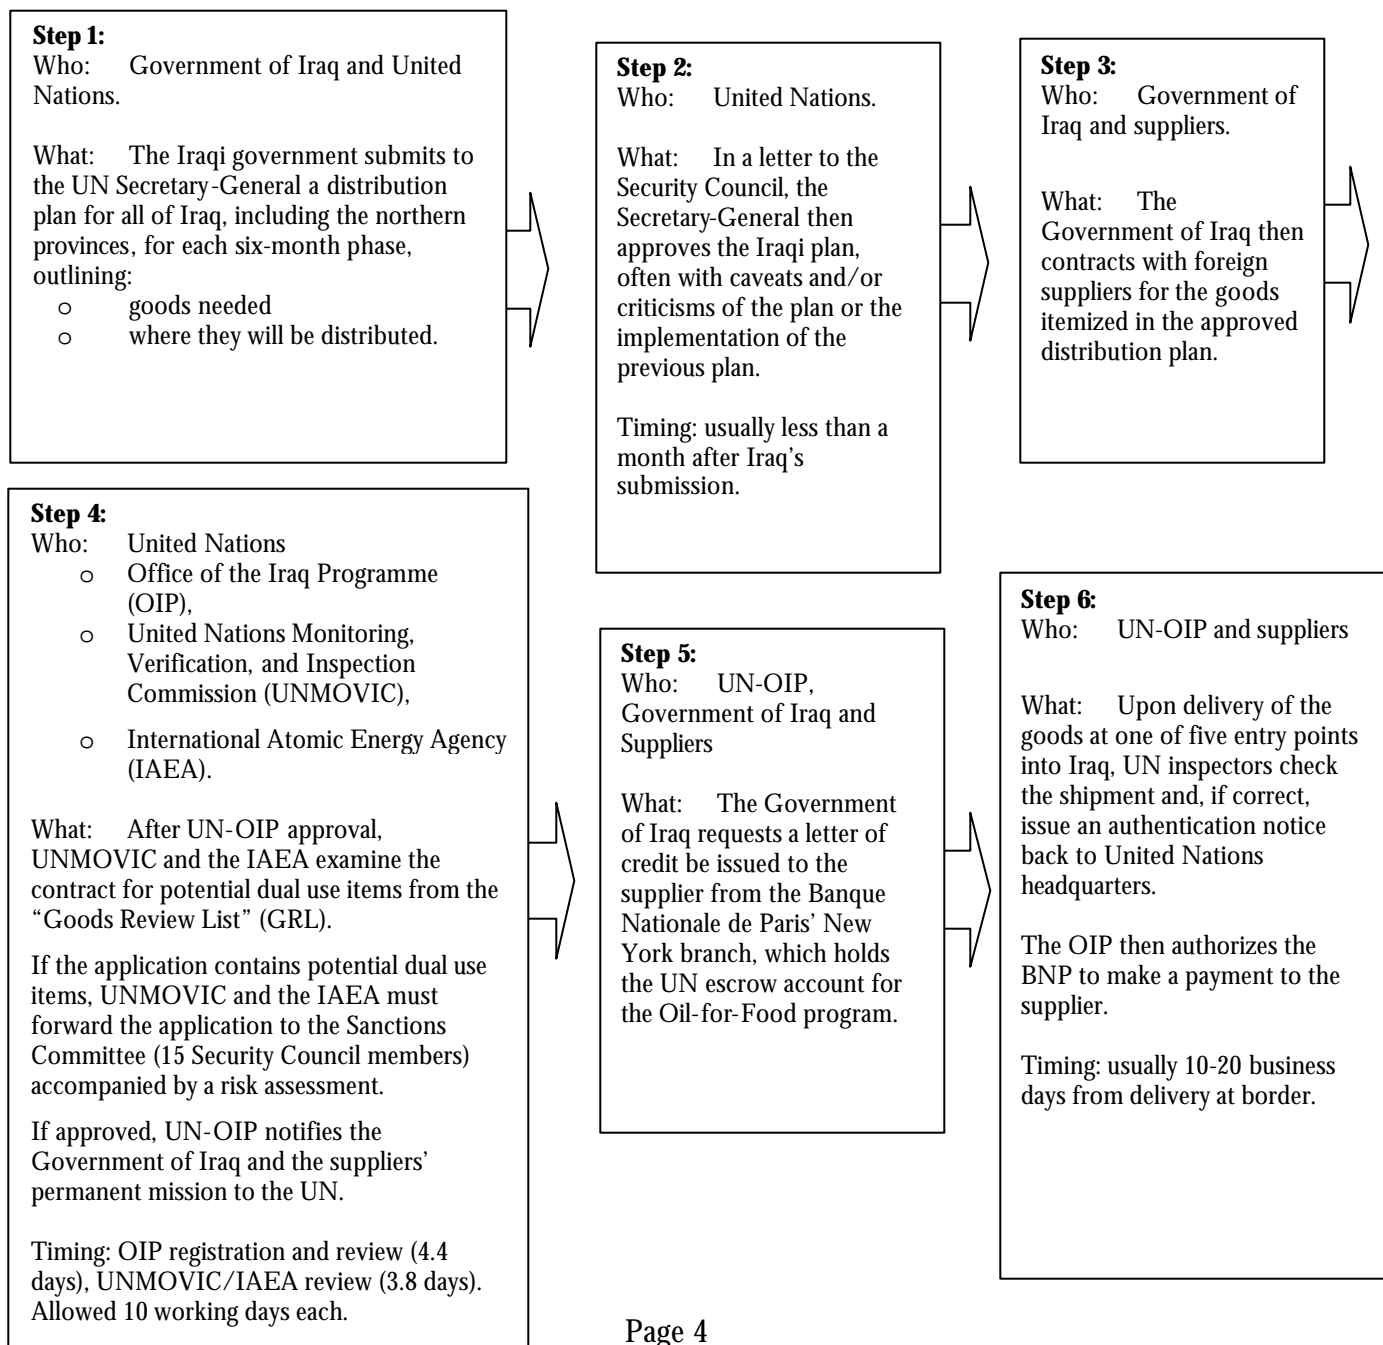 Step 1:
Who: Government of Iraq and United
Nations.
What: The Iraqi government submits to
the UN Secretary-General a distribution
plan for all of Iraq, including the northern
provinces, for each six-month phase,
outlining:
o goods needed
o where they will be distributed.
Step 2:
Who: United Nations.
What: In a letter to the
Security Council, the
Secretary-General then
approves the Iraqi plan,
often with caveats and/or
criticisms of the plan or the
implementation of the
previous plan.
Timing: usually less than a
month after Iraq's
submission.
Step 3:
Who: Government of
Iraq and suppliers.
What: The
Government of Iraq then
contracts with foreign
suppliers for the goods
itemized in the approved
distribution plan.
Step 4:
Who: United Nations
o Office of the Iraq Programme
(OIP),
o United Nations Monitoring,
Verification, and Inspection
Commission (UNMOVIC),
o International Atomic Energy Agency
(IAEA).
What: After UN-OIP approval,
UNMOVIC and the IAEA examine the
contract for potential dual use items from the
“Goods Review List” (GRL).
If the application contains potential dual use
items, UNMOVIC and the IAEA must
forward the application to the Sanctions
Committee (15 Security Council members)
accompanied by a risk assessment.
If approved, UN-OIP notifies the
Government of Iraq and the suppliers’
permanent mission to the UN.
Timing: OIP registration and review (4.4
days), UNMOVIC/IAEA review (3.8 days).
Allowed 10 working days each.
Step 5:
Who: UN-OIP,
Government of Iraq and
Suppliers
What: The Government
of Iraq requests a letter of
credit be issued to the
supplier from the Banque
Nationale de Paris’ New
York branch, which holds
the UN escrow account for
the Oil-for-Food program.
Step 6:
Who: UN-OIP and suppliers
What: Upon delivery of the
goods at one of five entry points
into Iraq, UN inspectors check
the shipment and, if correct,
issue an authentication notice
back to United Nations
headquarters.
The OIP then authorizes the
BNP to make a payment to the
supplier.
Timing: usually 10-20 business
days from delivery at border.
Page 4